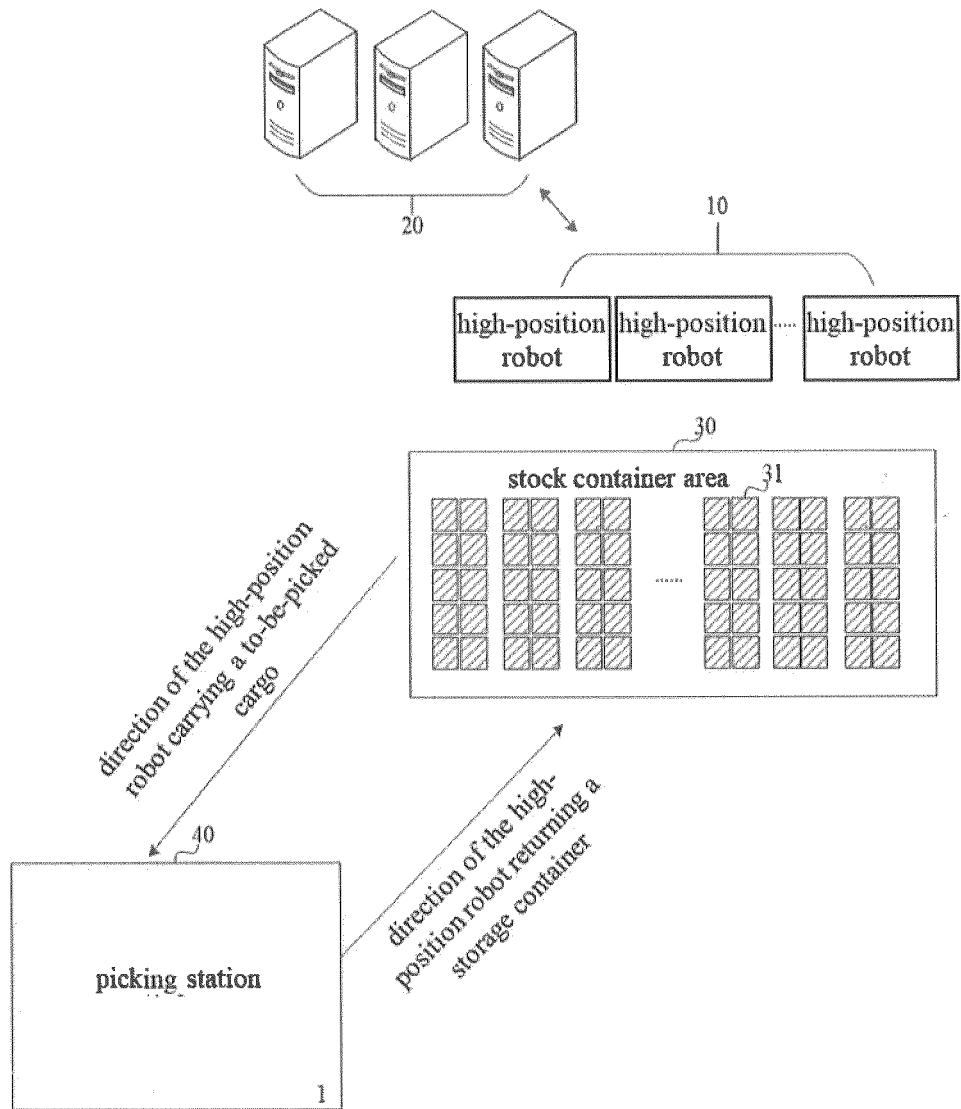 20
10
high-position
robot
high-position
robot
......
high-position
robot
30
stock container area
31
......
direction of the high-position
robot carrying a to-be-picked
cargo
direction of the high-
position robot returning a
storage container
40
picking station
1